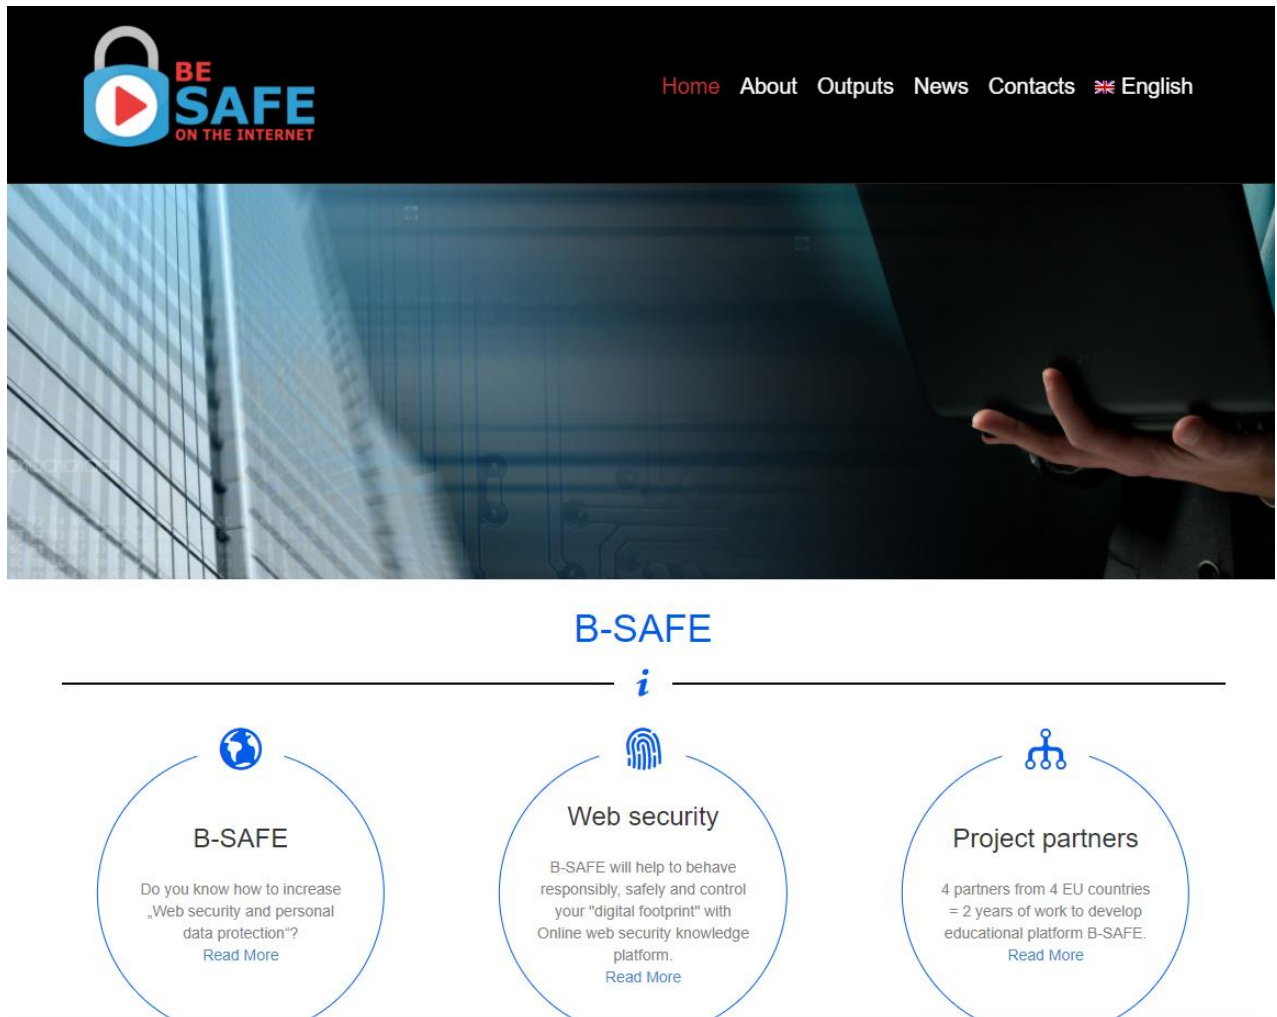 BE
SAFE
ON THE INTERNET
Home About Outputs News Contacts English
B-SAFE
i
B-SAFE
Do you know how to increase
„Web security and personal
data protection“?
Read More
Web security
B-SAFE will help to behave
responsibly, safely and control
your "digital footprint" with
Online web security knowledge
platform.
Read More
Project partners
4 partners from 4 EU countries
= 2 years of work to develop
educational platform B-SAFE.
Read More